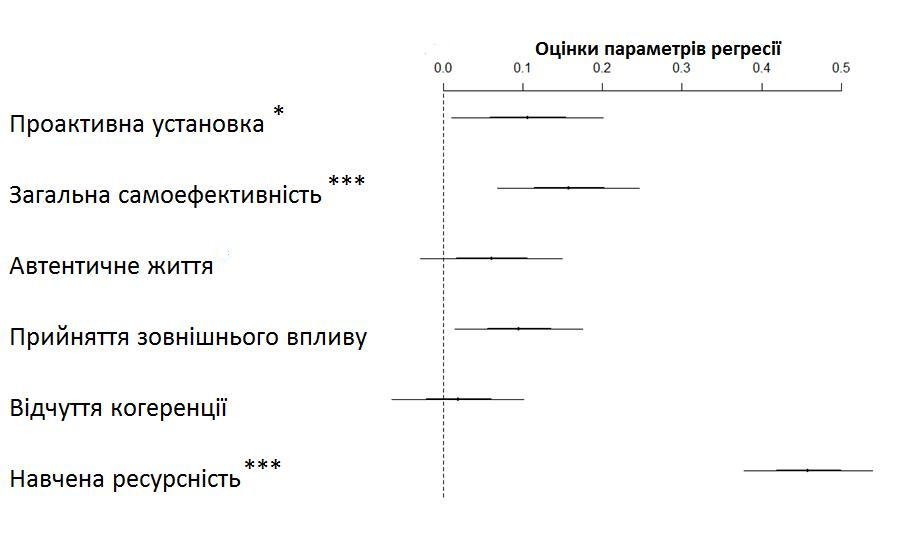 Оцінки параметрів регресії
0.0 0.1 0.2 0.3 0.4 0.5
Проактивна установка *
Загальна самоефективність ***
Автентичне життя
Прийняття зовнішнього впливу
Відчуття когеренції
Навчена ресурсність ***